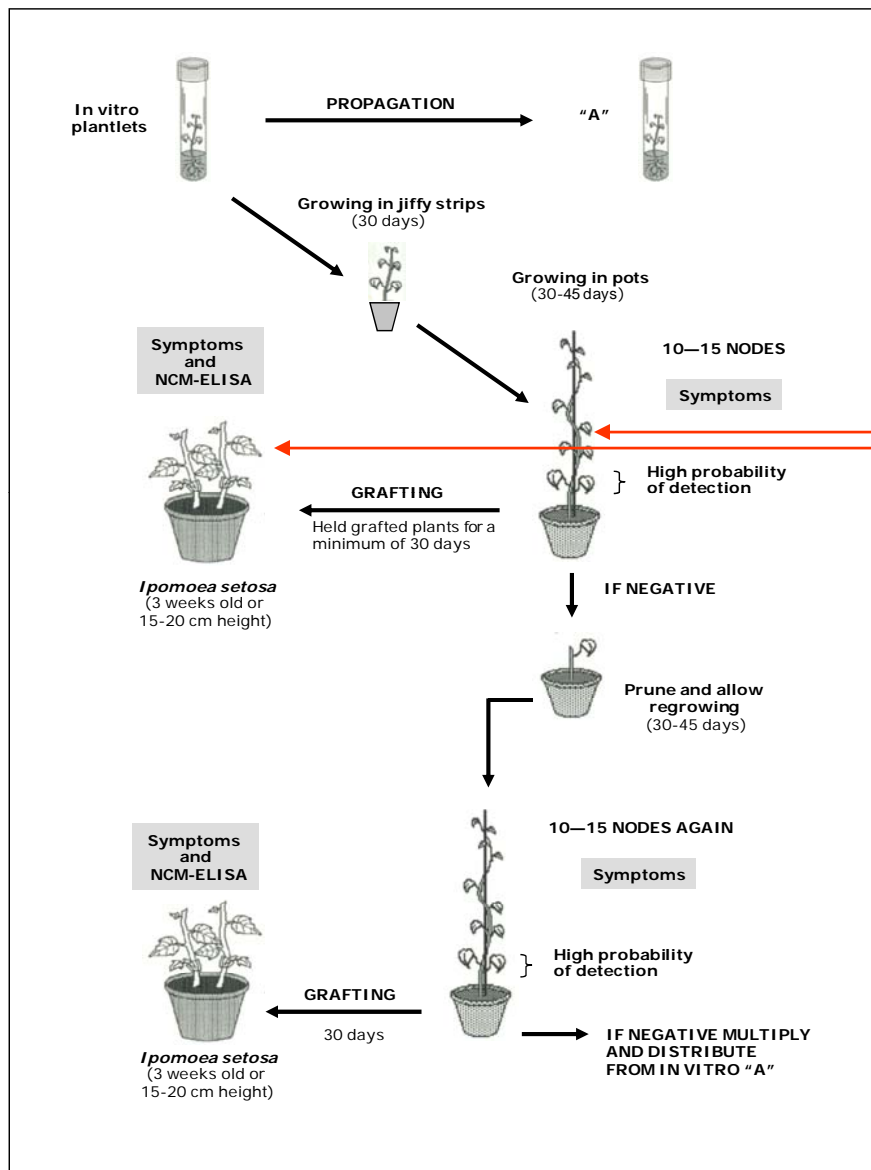 In vitro
plantlets
PROPAGATION
“A”
Growing in jiffy strips
(30 days)
Growing in pots
(30-45 days)
Symptoms
and
NCM-ELISA
10—15 NODES
Symptoms
High probability
of detection
GRAFTING
Held grafted plants for a
minimum of 30 days
Ipomoea setosa
(3 weeks old or
15-20 cm height)
IF NEGATIVE
Prune and allow
regrowing
(30-45 days)
Symptoms
and
NCM-ELISA
10—15 NODES AGAIN
Symptoms
High probability
of detection
GRAFTING
30 days
Ipomoea setosa
(3 weeks old or
15-20 cm height)
IF NEGATIVE MULTIPLY
AND DISTRIBUTE
FROM IN VITRO “A”